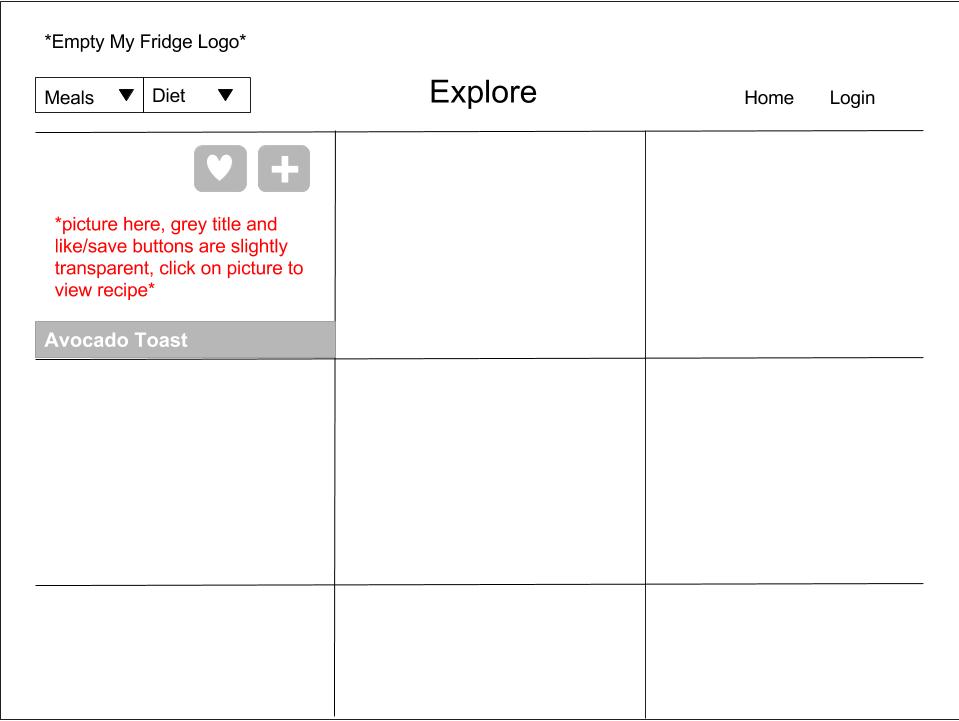 *Empty My Fridge Logo*
Meals
Diet
Explore
Home
Login
*picture here, grey title and
like/save buttons are slightly
transparent, click on picture to
view recipe*
Avocado Toast